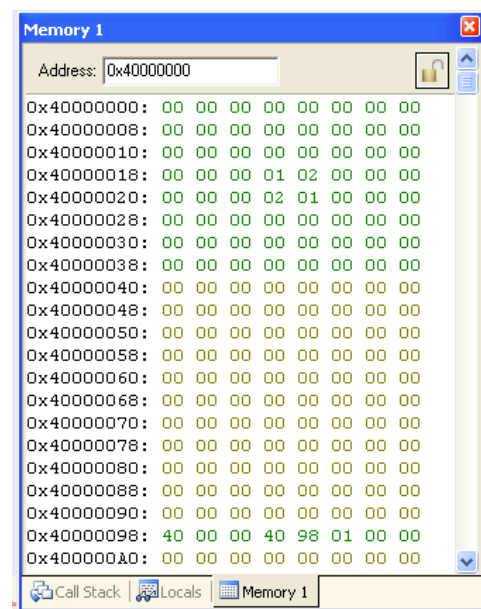 Memory 1
Address: 0x40000000
0x40000000: 00 00 00 00 00 00 00 00
0x40000008: 00 00 00 00 00 00 00 00
0x40000010: 00 00 00 00 00 00 00 00
0x40000018: 00 00 00 01 02 00 00 00
0x40000020: 00 00 00 02 01 00 00 00
0x40000028: 00 00 00 00 00 00 00 00
0x40000030: 00 00 00 00 00 00 00 00
0x40000038: 00 00 00 00 00 00 00 00
0x40000040: 00 00 00 00 00 00 00 00
0x40000048: 00 00 00 00 00 00 00 00
0x40000050: 00 00 00 00 00 00 00 00
0x40000058: 00 00 00 00 00 00 00 00
0x40000060: 00 00 00 00 00 00 00 00
0x40000068: 00 00 00 00 00 00 00 00
0x40000070: 00 00 00 00 00 00 00 00
0x40000078: 00 00 00 00 00 00 00 00
0x40000080: 00 00 00 00 00 00 00 00
0x40000088: 00 00 00 00 00 00 00 00
0x40000090: 00 00 00 00 00 00 00 00
0x40000098: 40 00 00 40 98 01 00 00
0x400000A0: 00 00 00 00 00 00 00 00
Call Stack Locals Memory 1